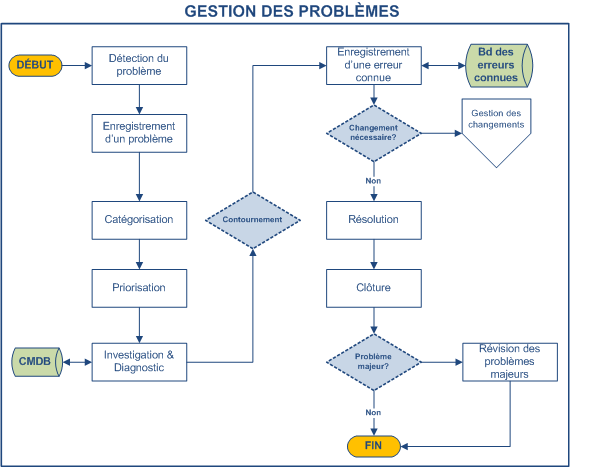 GESTION DES PROBLÈMES
DÉBUT
Détection du
problème
Enregistrement
d'un problème
Catégorisation
Priorisation
CMDB
Investigation &
Diagnostic
Contournement
Enregistrement
d'une erreur
connue
Bd des
erreurs
connues
Changement
nécessaire?
Gestion des
changements
Non
Résolution
Clôture
Problème
majeur?
Révision des
problèmes
majeurs
Non
FIN